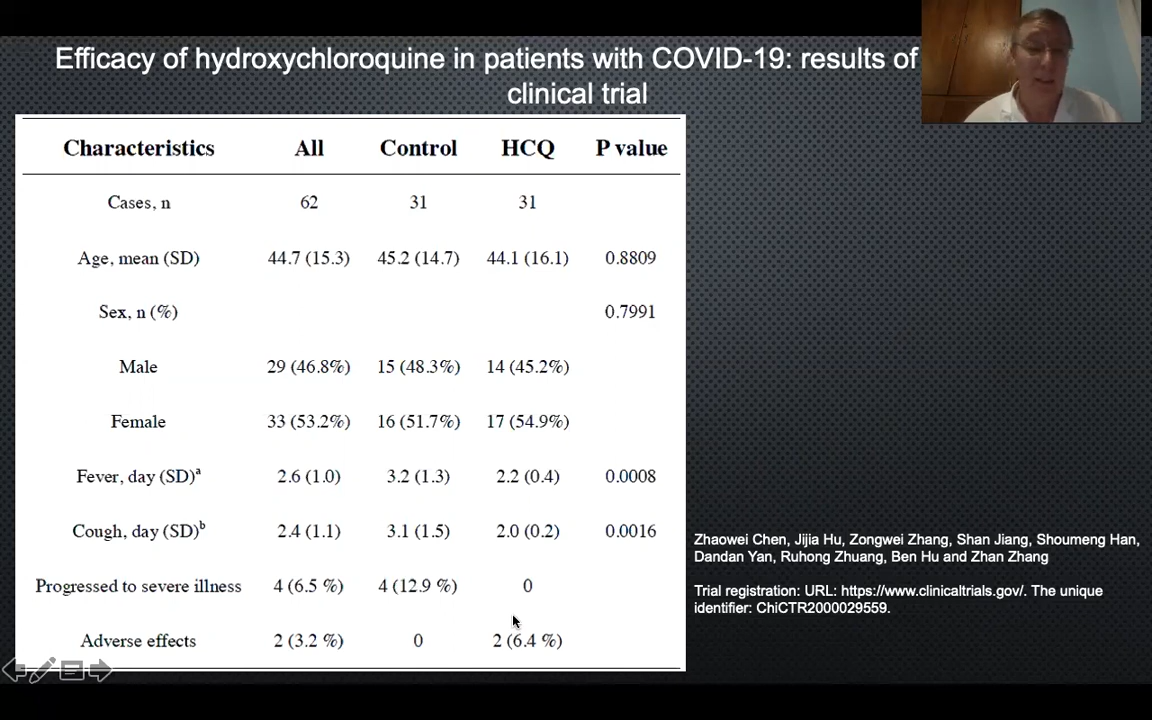 Efficacy of hydroxychloroquine in patients with COVID-19: results of
clinical trial
Characteristics All Control HCQ P value
Cases, n 62 31 31
Age, mean (SD) 44.7 (15.3) 45.2 (14.7) 44.1 (16.1) 0.8809
Sex, n (%) 0.7991
Male 29 (46.8%) 15 (48.3%) 14 (45.2%)
Female 33 (53.2%) 16 (51.7%) 17 (54.9%)
Fever, day (SD)ᵃ 2.6 (1.0) 3.2 (1.3) 2.2 (0.4) 0.0008
Cough, day (SD)ᵇ 2.4 (1.1) 3.1 (1.5) 2.0 (0.2) 0.0016
Progressed to severe illness 4 (6.5 %) 4 (12.9 %) 0
Adverse effects 2 (3.2 %) 0 2 (6.4 %)
Zhaowei Chen, Jijia Hu, Zongwei Zhang, Shan Jiang, Shoumeng Han,
Dandan Yan, Ruhong Zhuang, Ben Hu and Zhan Zhang
Trial registration: URL: https://www.clinicaltrials.gov/. The unique
identifier: ChiCTR2000029559.